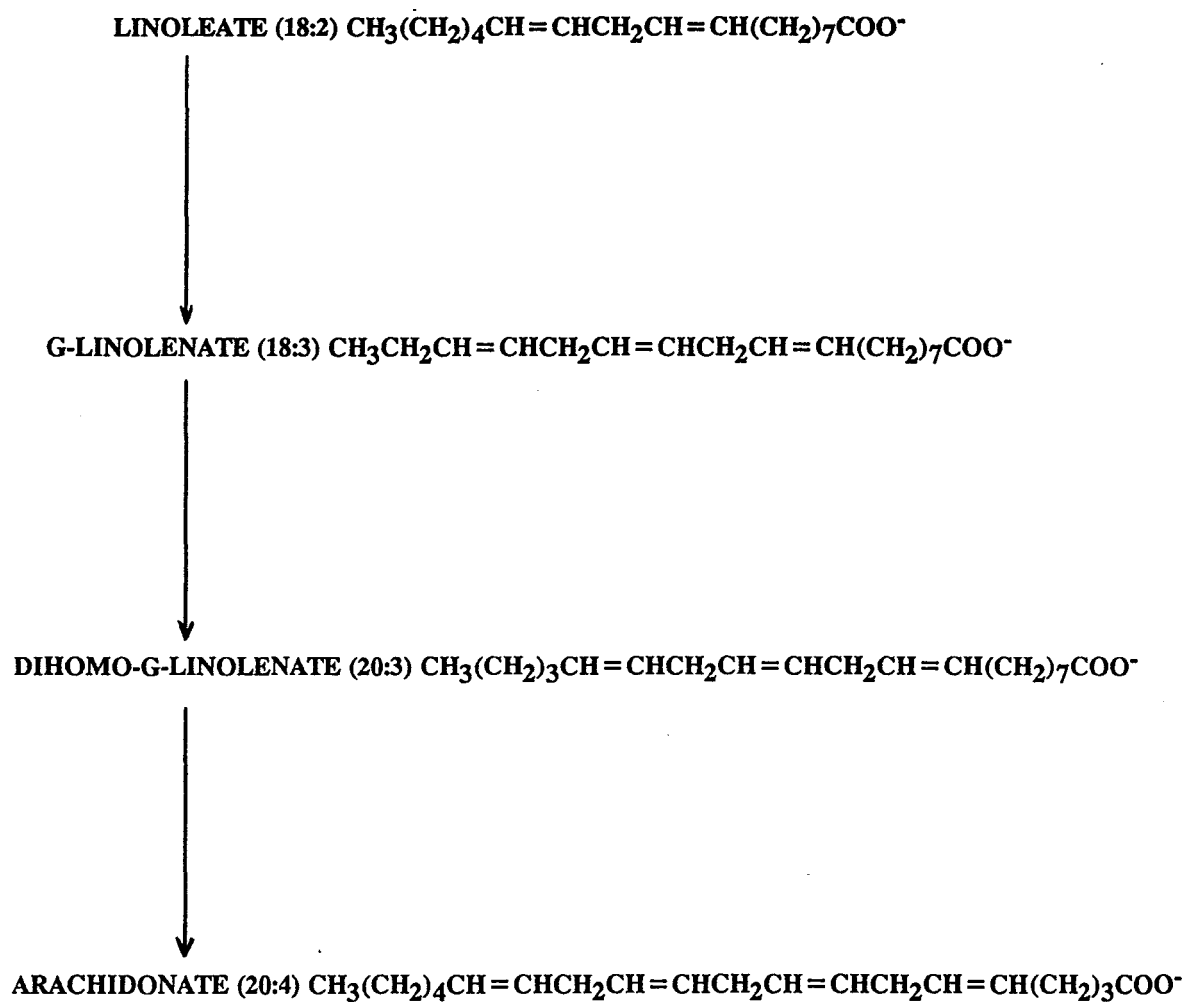 LINOLEATE (18:2) CH₃(CH₂)₄CH=CHCH₂CH=CH(CH₂)₇COO⁻
G-LINOLENATE (18:3) CH₃CH₂CH=CHCH₂CH=CHCH₂CH=CH(CH₂)₇COO⁻
DIHOMO-G-LINOLENATE (20:3) CH₃(CH₂)₃CH=CHCH₂CH=CHCH₂CH=CH(CH₂)₇COO⁻
ARACHIDONATE (20:4) CH₃(CH₂)₄CH=CHCH₂CH=CHCH₂CH=CHCH₂CH=CH(CH₂)₃COO⁻